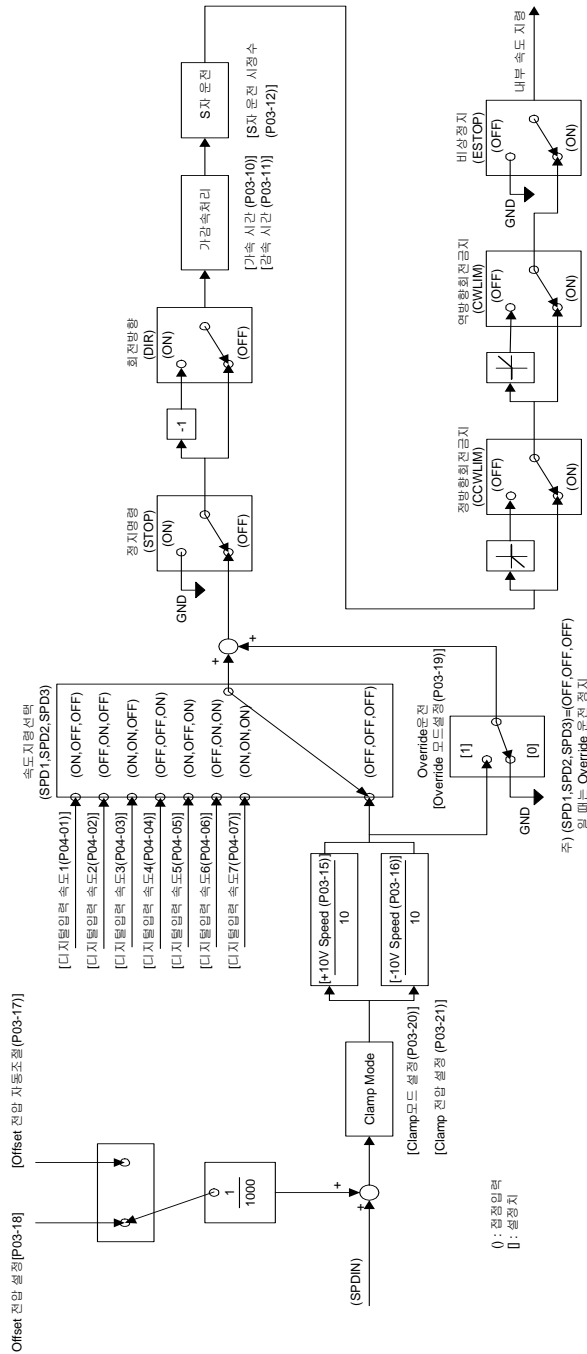 Offset 전압 설정[P03-18]
[Offset 전압 자동조절(P03-17)]
1
1000
+
+
(SPDIN)
Clamp Mode
[Clamp모드 설정(P03-20)]
[Clamp 전압 설정 (P03-21)]
[+10V Speed (P03-15)]
10
[-10V Speed (P03-16)]
10
[디지털입력 속도1(P04-01)]
[디지털입력 속도2(P04-02)]
[디지털입력 속도3(P04-03)]
[디지털입력 속도4(P04-04)]
[디지털입력 속도5(P04-05)]
[디지털입력 속도6(P04-06)]
[디지털입력 속도7(P04-07)]
속도지령선택
(SPD1,SPD2,SPD3)
(ON,OFF,OFF)
(OFF,ON,OFF)
(ON,ON,OFF)
(OFF,OFF,ON)
(ON,OFF,ON)
(OFF,ON,ON)
(ON,ON,ON)
(OFF,OFF,OFF)
Override운전
[Override 모드설정(P03-19)]
[1]
[0]
GND
주) (SPD1,SPD2,SPD3)=(OFF,OFF,OFF)
일 때는 Override 운전 정지
+
+
정지명령
(STOP)
(ON)
(OFF)
GND
-1
회전방향
(DIR)
(ON)
(OFF)
가감속처리
[가속 시간 (P03-10)]
[감속 시간 (P03-11)]
S자 운전
[S자 운전 시정수
(P03-12)]
정방향회전금지
(CCWLIM)
(OFF)
(ON)
역방향회전금지
(CWLIM)
(OFF)
(ON)
비상정지
(ESTOP)
(OFF)
(ON)
GND
내부 속도 지령
() : 접점입력
[] : 설정치